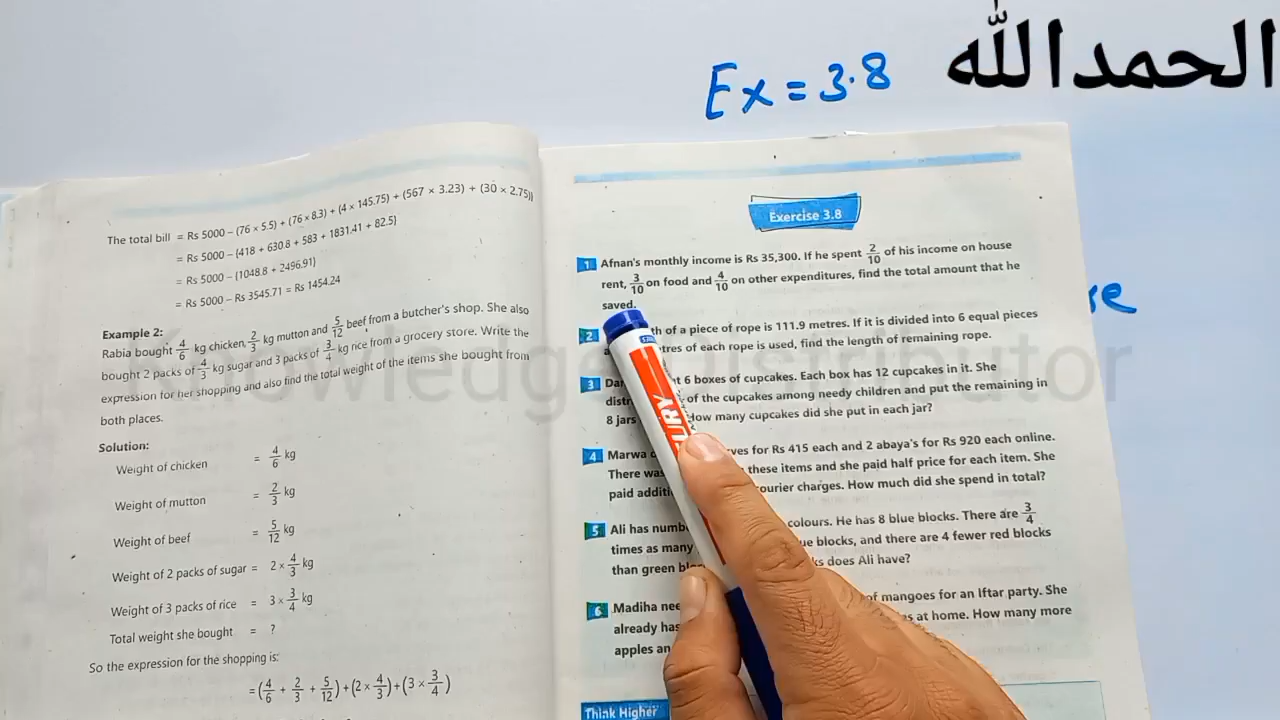 Ex = 3.8
الحمدالله
The total bill = Rs 5000 – (76 × 5.5) + (76 × 8.3) + (4 × 145.75) + (567 × 3.23) + (30 × 2.75)}
= Rs 5000 – {418 + 630.8 + 583 + 1831.41 + 82.5}
= Rs 5000 – {1048.8 + 2496.91}
= Rs 5000 – Rs 3545.71 = Rs 1454.24
Example 2:
Rabia bought 4/6 kg chicken, 2/3 kg mutton and 5/12 beef from a butcher's shop. She also
bought 2 packs of 4/3 kg sugar and 3 packs of 3/4 kg rice from a grocery store. Write the
expression for her shopping and also find the total weight of the items she bought from
both places.
Solution:
Weight of chicken = 4/6 kg
Weight of mutton = 2/3 kg
Weight of beef = 5/12 kg
Weight of 2 packs of sugar = 2 × 4/3 kg
Weight of 3 packs of rice = 3 × 3/4 kg
Total weight she bought = ?
So the expression for the shopping is:
= (4/6 + 2/3 + 5/12) + (2 × 4/3) + (3 × 3/4)
Exercise 3.8
1 Afnan's monthly income is Rs 35,300. If he spent 2/10 of his income on house
rent, 3/10 on food and 4/10 on other expenditures, find the total amount that he
saved.
2 of a piece of rope is 111.9 metres. If it is divided into 6 equal pieces
of each rope is used, find the length of remaining rope.
3 6 boxes of cupcakes. Each box has 12 cupcakes in it. She
of the cupcakes among needy children and put the remaining in
8 jars How many cupcakes did she put in each jar?
4 Marwa for Rs 415 each and 2 abaya's for Rs 920 each online.
There these items and she paid half price for each item. She
paid courier charges. How much did she spend in total?
5 Ali has colours. He has 8 blue blocks. There are 3/4
times as many blocks, and there are 4 fewer red blocks
than green does Ali have?
6 Madiha of mangoes for an Iftar party. She
already has at home. How many more
apples
Think Higher
Knowledge Distributor